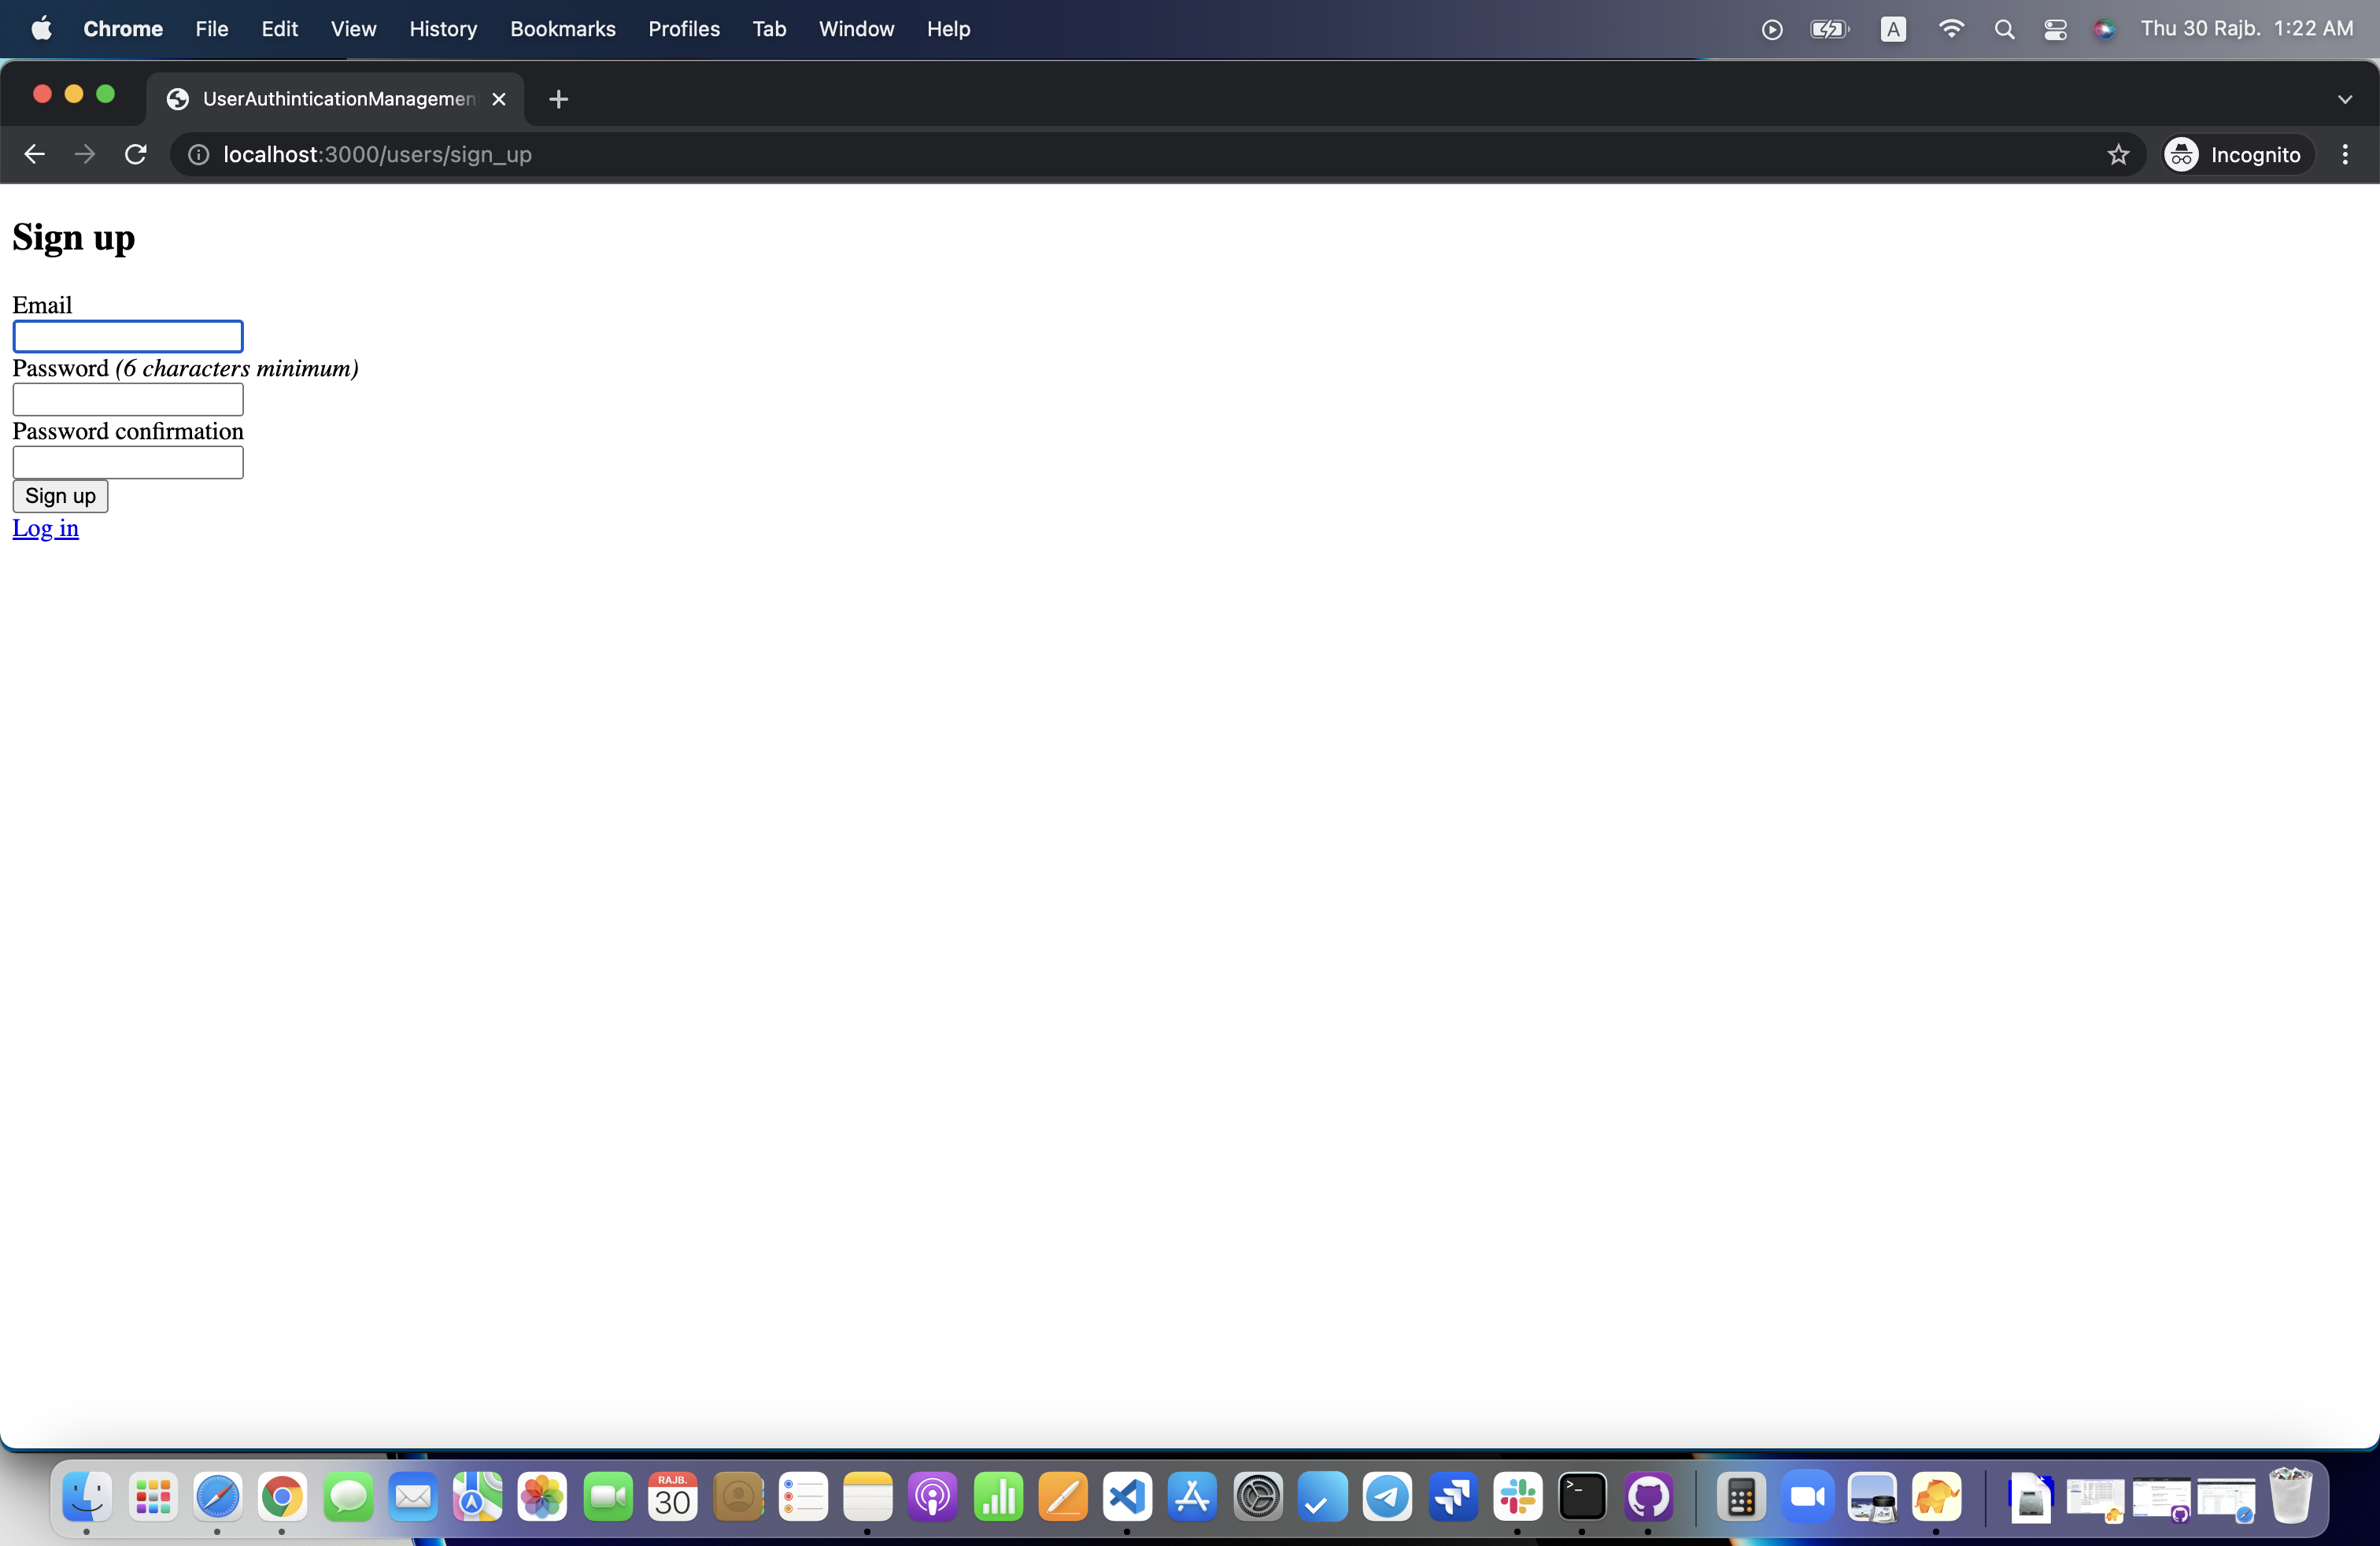 Chrome File Edit View History Bookmarks Profiles Tab Window Help A Thu 30 Rajb. 1:22 AM
UserAuthinticationManagemen
localhost:3000/users/sign_up Incognito
Sign up
Email
Password (6 characters minimum)
Password confirmation
Sign up
Log in
RAJB.
30